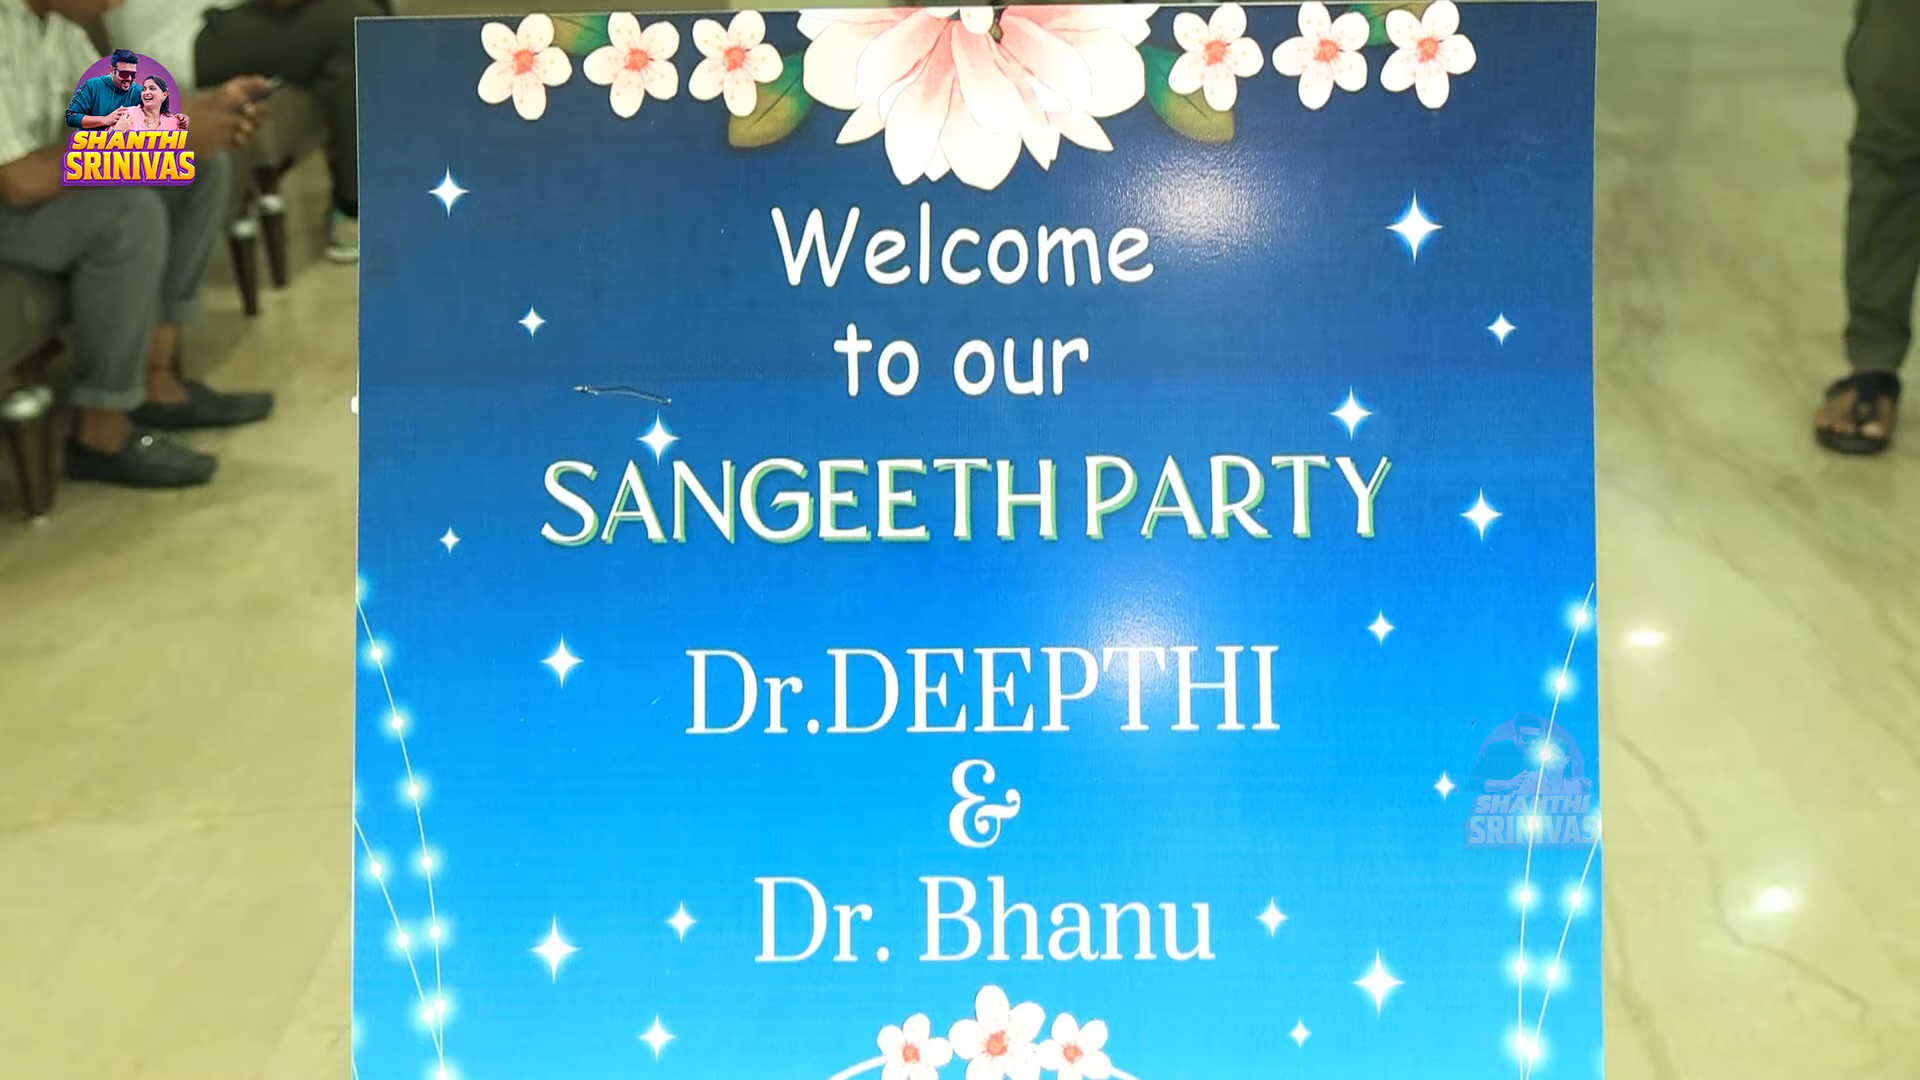 SHANTHI
SRINIVAS
Welcome
to our
SANGEETH PARTY
Dr.DEEPTHI
&
Dr. Bhanu
SHANTHI
SRINIVAS